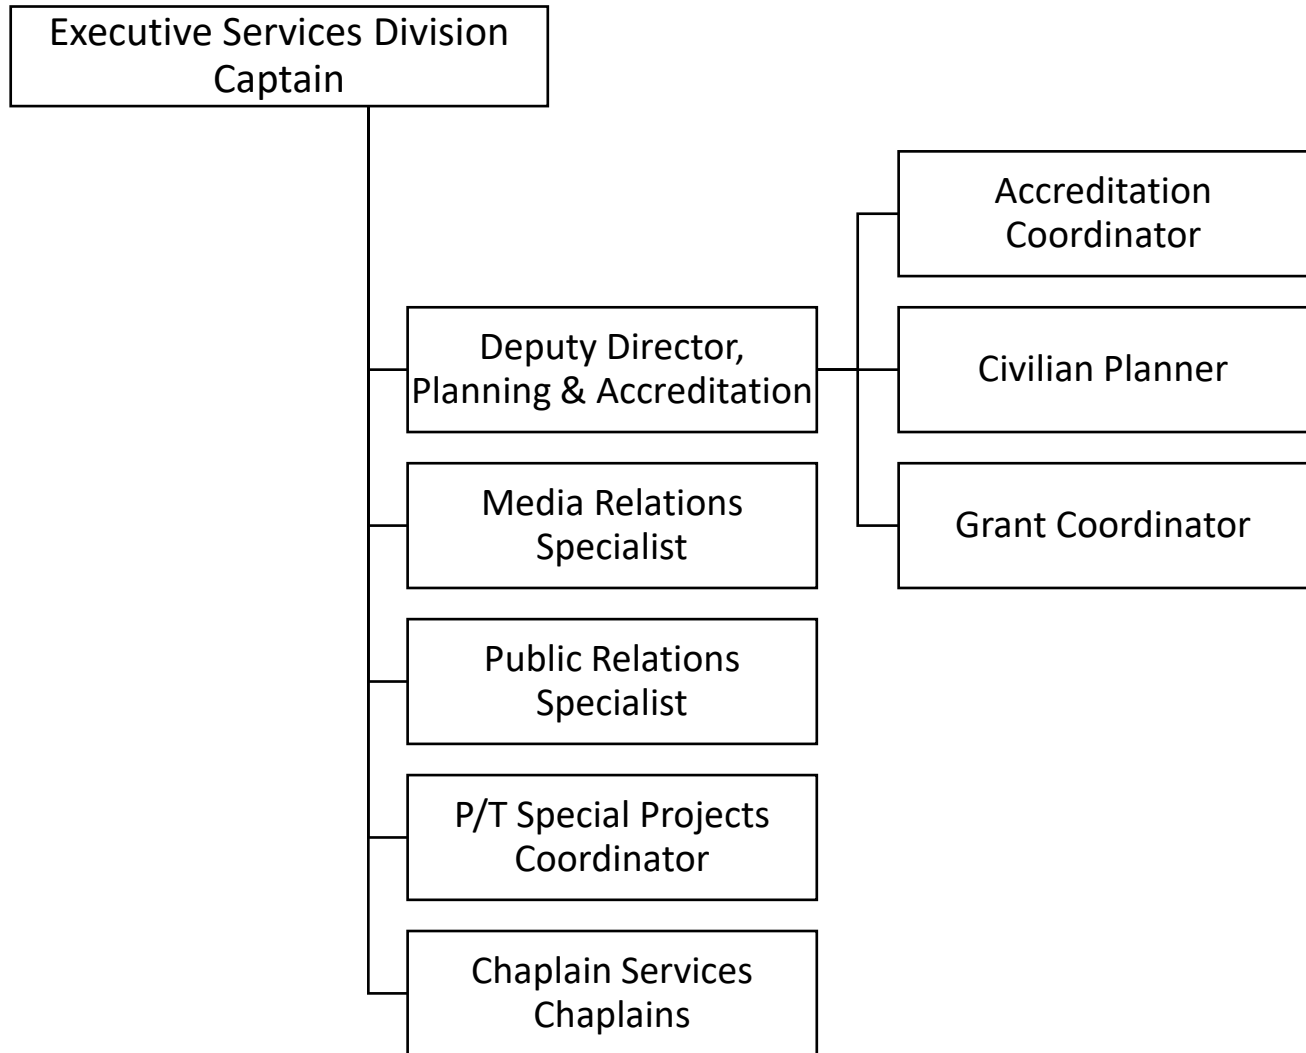 Executive Services Division
Captain
Accreditation
Coordinator
Deputy Director,
Planning & Accreditation
Civilian Planner
Media Relations
Specialist
Grant Coordinator
Public Relations
Specialist
P/T Special Projects
Coordinator
Chaplain Services
Chaplains